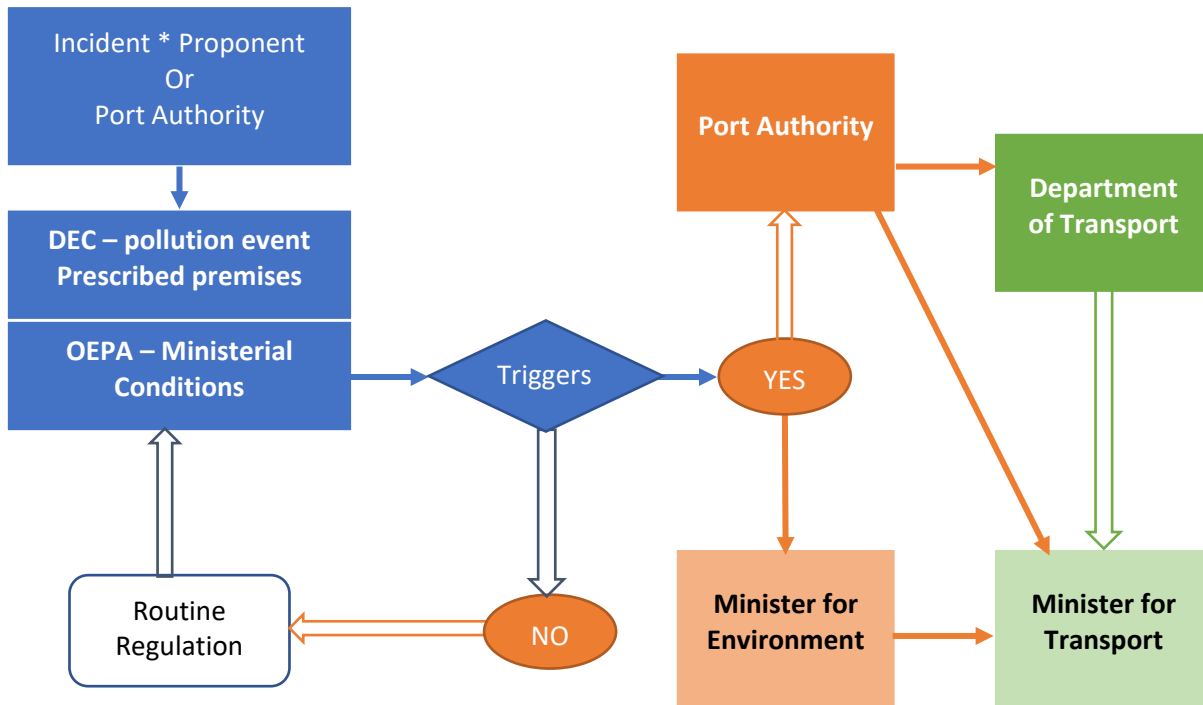 Incident * Proponent
Or
Port Authority
DEC – pollution event
Prescribed premises
OEPA – Ministerial
Conditions
Triggers
YES
NO
Routine
Regulation
Port Authority
Department
of Transport
Minister for
Environment
Minister for
Transport